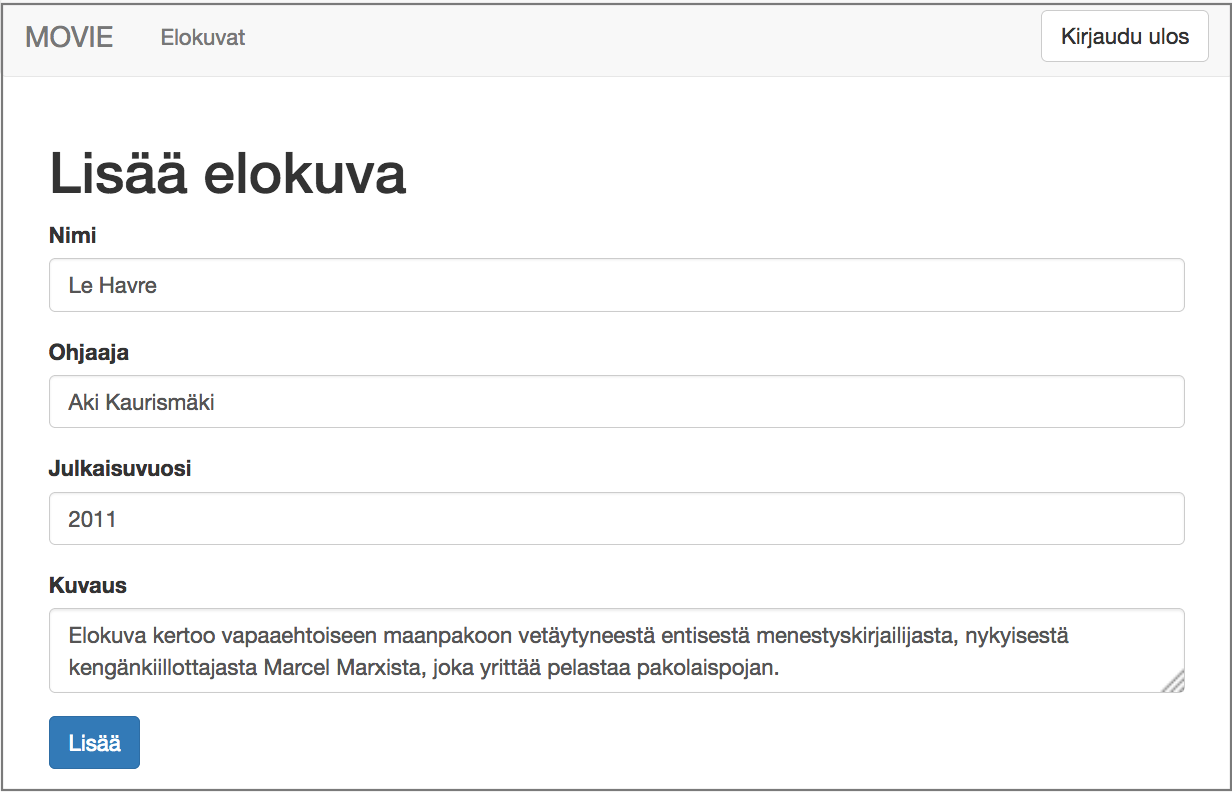 MOVIE Elokuvat Kirjaudu ulos
Lisää elokuva
Nimi
Le Havre
Ohjaaja
Aki Kaurismäki
Julkaisuvuosi
2011
Kuvaus
Elokuva kertoo vapaaehtoiseen maanpakoon vetäytyneestä entisestä menestyskirjailijasta, nykyisestä
kengänkiillottajasta Marcel Marxista, joka yrittää pelastaa pakolaispojan.
Lisää